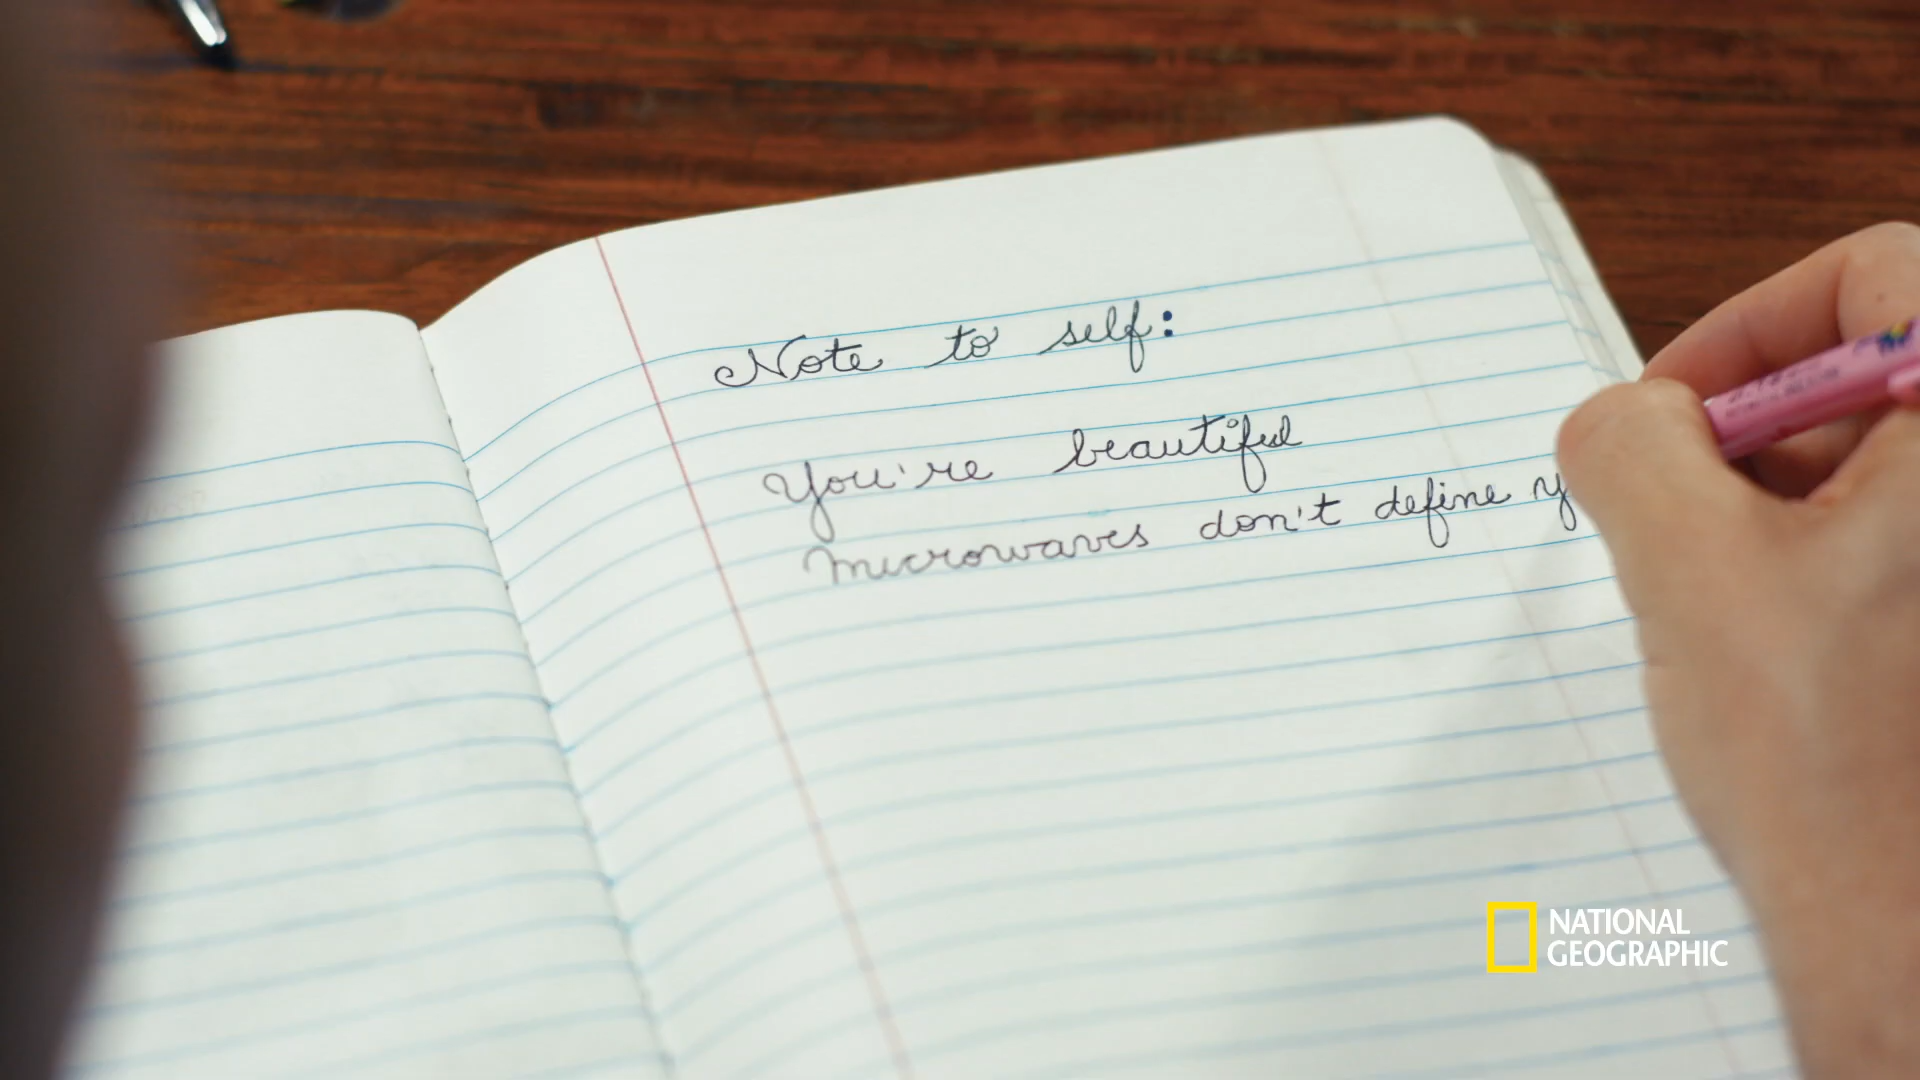 Note to self:
You're beautiful
Microwaves don't define y
NATIONAL
GEOGRAPHIC